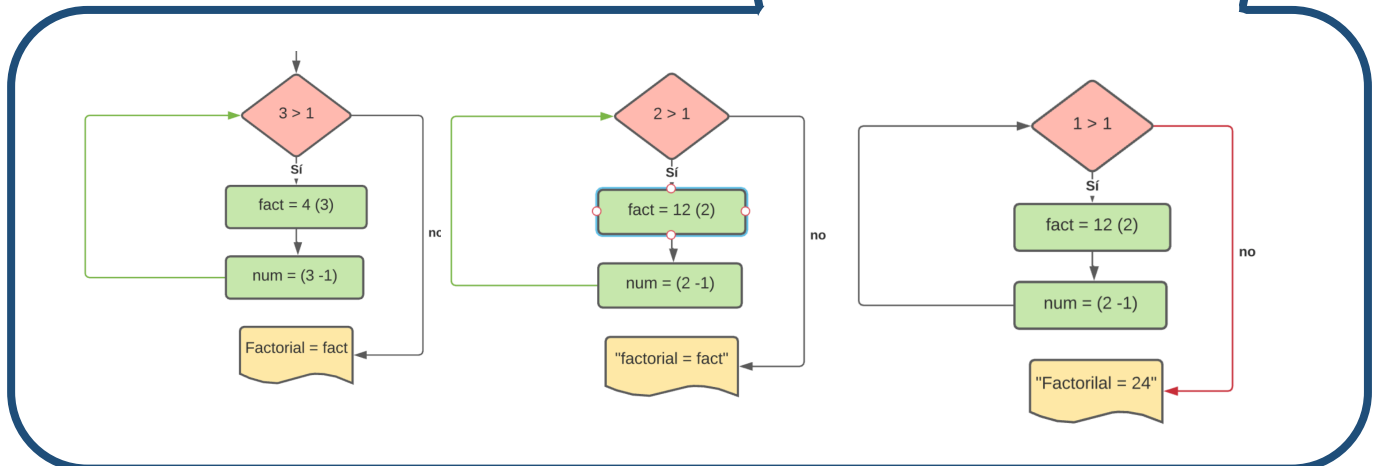 3 > 1
Sí
fact = 4 (3)
num = (3 -1)
no
Factorial = fact
2 > 1
Sí
fact = 12 (2)
num = (2 -1)
no
"factorial = fact"
1 > 1
Sí
fact = 12 (2)
num = (2 -1)
no
"Factorilal = 24"